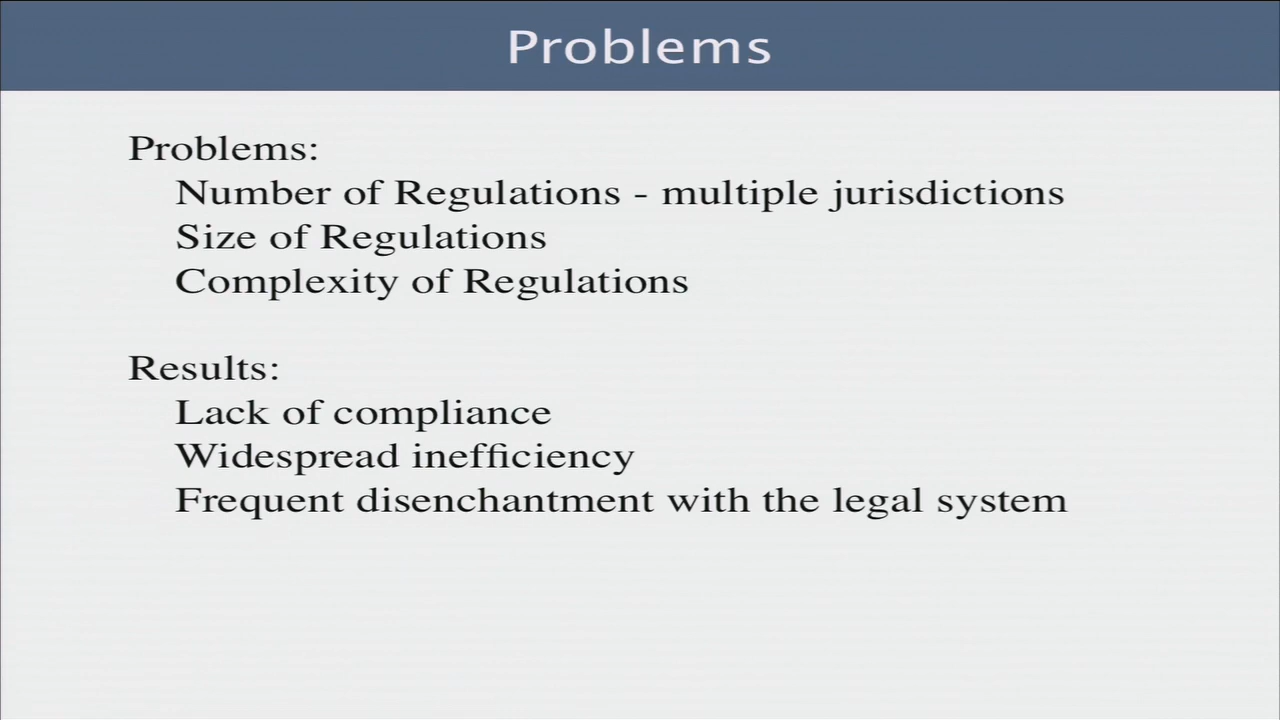 Problems
Problems:
Number of Regulations - multiple jurisdictions
Size of Regulations
Complexity of Regulations
Results:
Lack of compliance
Widespread inefficiency
Frequent disenchantment with the legal system